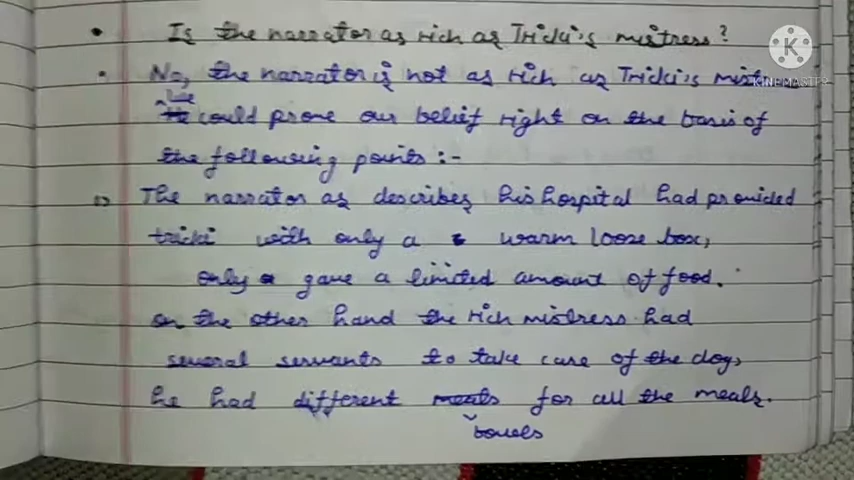 • Is the narrator as rich as Tricki's mistress?
• No, the narrator is not as rich as Tricki's
K
KINEMASTER
we could prove our belief right on the basis of
the following points :-
1) The narrator as describes his hospital had provided
tricki with only a warm loose box,
only gave a limited amount of food.
on the other hand the rich mistress had
several servants to take care of the dog,
he had different for all the meals.
bowels